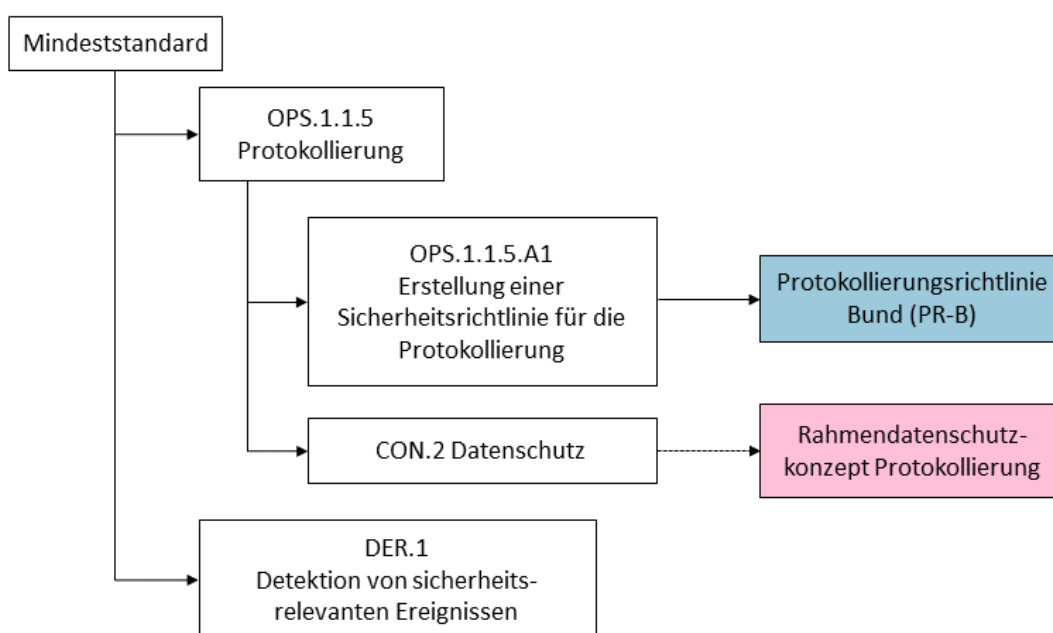 Mindeststandard
OPS.1.1.5
Protokollierung
OPS.1.1.5.A1
Erstellung einer
Sicherheitsrichtlinie für die
Protokollierung
Protokollierungsrichtlinie
Bund (PR-B)
CON.2 Datenschutz
Rahmendatenschutz-
konzept Protokollierung
DER.1
Detektion von sicherheits-
relevanten Ereignissen